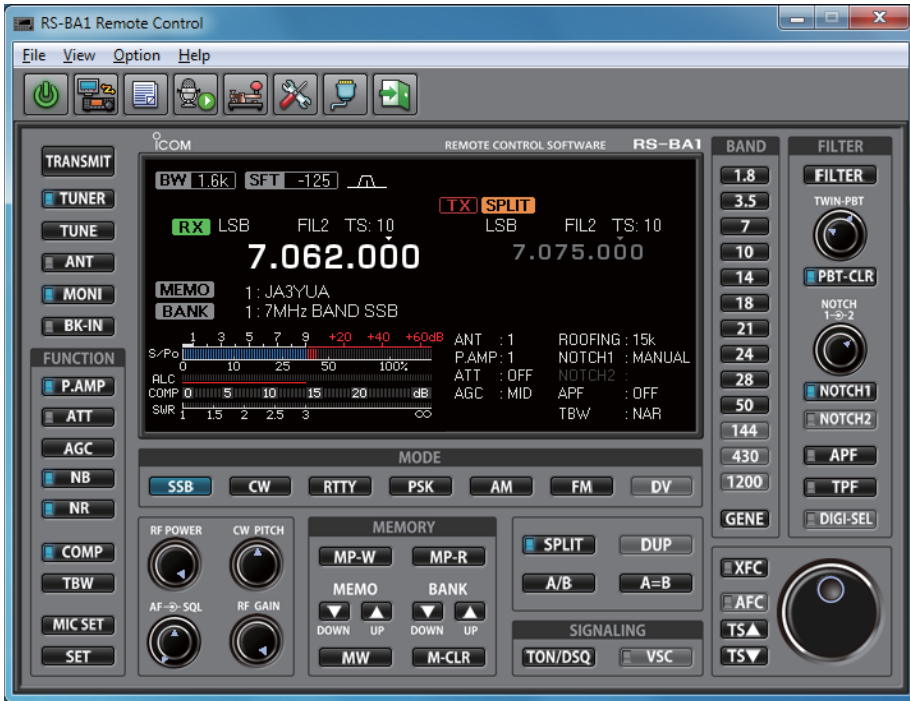 RS-BA1 Remote Control
File View Option Help
ICOM
REMOTE CONTROL SOFTWARE RS-BA1
TRANSMIT
TUNER
TUNE
ANT
MONI
BK-IN
FUNCTION
P.AMP
ATT
AGC
NB
NR
COMP
TBW
MIC SET
SET
BW 1.6k SFT -125
TX SPLIT
RX LSB FIL2 TS: 10 LSB FIL2 TS: 10
7.062.000 7.075.000
MEMO 1: JA3YUA
BANK 1: 7MHz BAND SSB
1 3 5 7 9 +20 +40 +60dB
S/Po
0 10 25 50 100%
ALC
COMP 0 5 10 15 20 dB
SWR 1 1.5 2 2.5 3 ∞
ANT : 1 ROOFING : 15k
P.AMP : 1 NOTCH1 : MANUAL
ATT : OFF NOTCH2 :
AGC : MID APF : OFF
TBW : NAR
MODE
SSB CW RTTY PSK AM FM DV
RF POWER CW PITCH
AF SQL RF GAIN
MEMORY
MP-W MP-R
MEMO BANK
DOWN UP DOWN UP
MW M-CLR
SPLIT DUP
A/B A=B
SIGNALING
TON/DSQ VSC
BAND
1.8
3.5
7
10
14
18
21
24
28
50
144
430
1200
GENE
FILTER
FILTER
TWIN-PBT
PBT-CLR
NOTCH
1 2
NOTCH1
NOTCH2
APF
TPF
DIGI-SEL
XFC
AFC
TS▲
TS▼